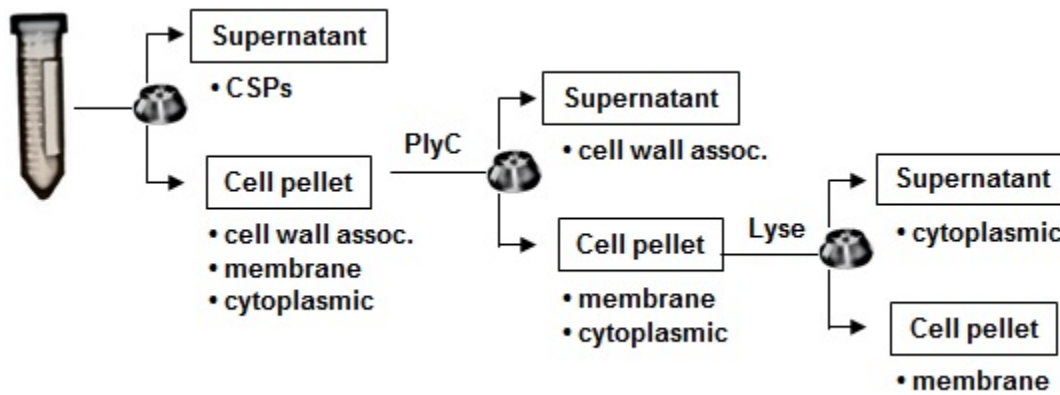 Supernatant
• CSPs
Cell pellet
• cell wall assoc.
• membrane
• cytoplasmic
PlyC
Supernatant
• cell wall assoc.
Cell pellet
• membrane
• cytoplasmic
Lyse
Supernatant
• cytoplasmic
Cell pellet
• membrane